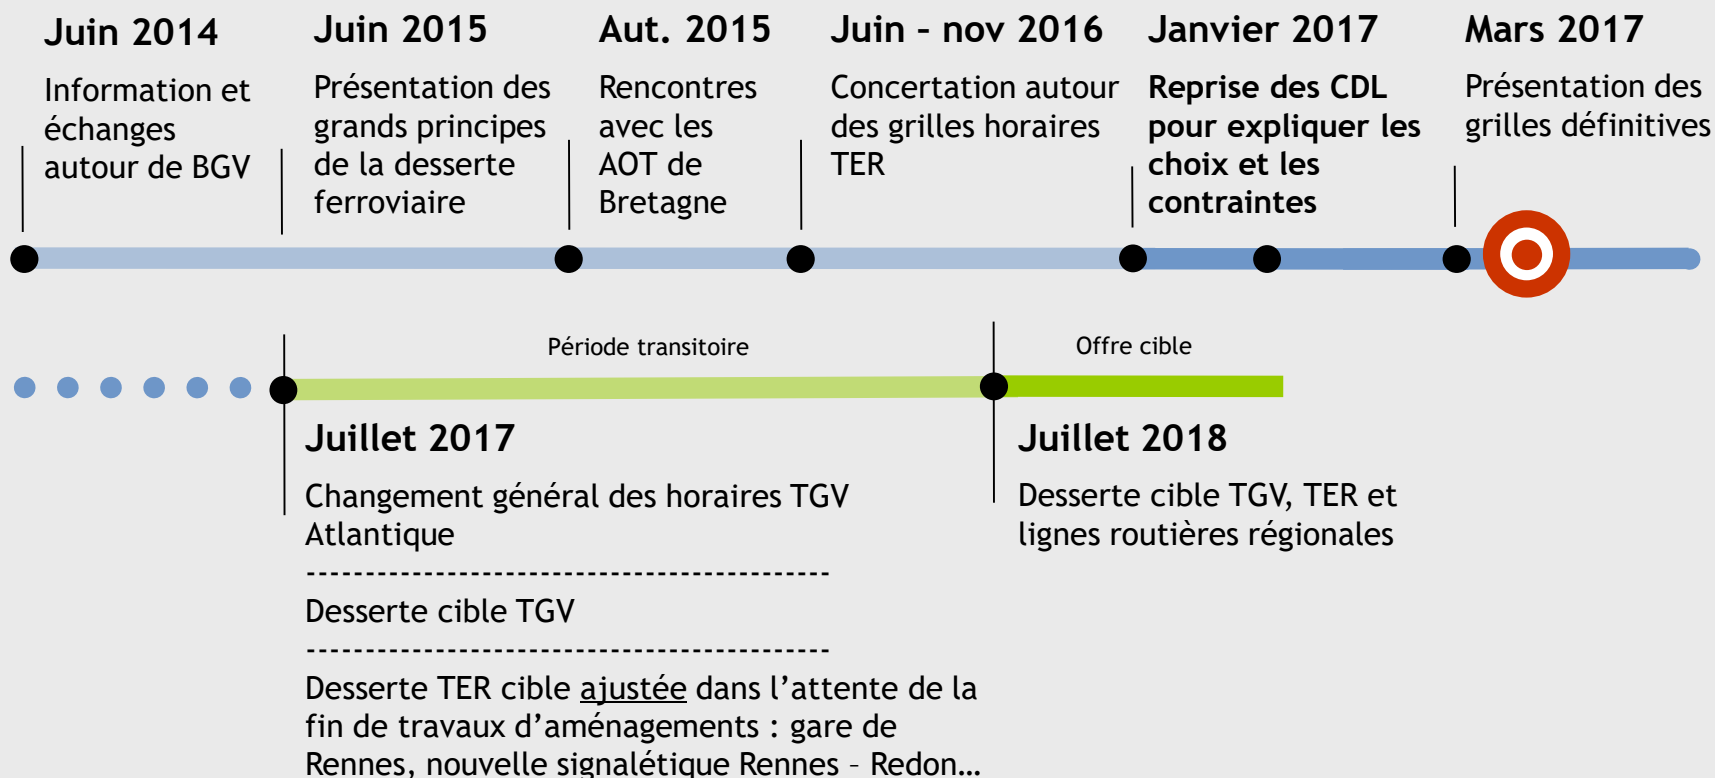 Juin 2014
Information et
échanges
autour de BGV
Juin 2015
Présentation des
grands principes
de la desserte
ferroviaire
Aut. 2015
Rencontres
avec les
AOT de
Bretagne
Juin – nov 2016
Concertation autour
des grilles horaires
TER
Janvier 2017
Reprise des CDL
pour expliquer les
choix et les
contraintes
Mars 2017
Présentation des
grilles définitives
Période transitoire
Offre cible
Juillet 2017
Changement général des horaires TGV
Atlantique
--------------------------------------------
Desserte cible TGV
--------------------------------------------
Desserte TER cible ajustée dans l’attente de la
fin de travaux d’aménagements : gare de
Rennes, nouvelle signalétique Rennes – Redon…
Juillet 2018
Desserte cible TGV, TER et
lignes routières régionales